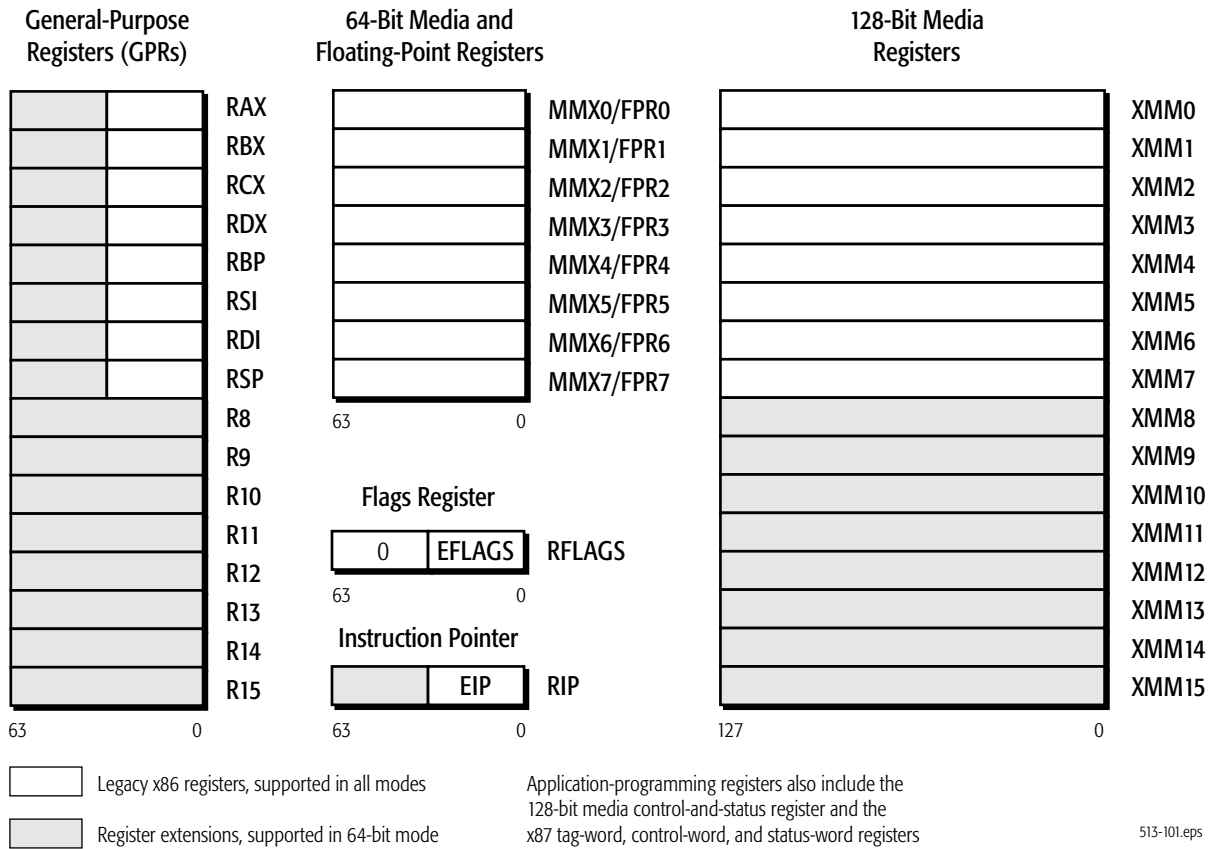 General-Purpose
Registers (GPRs)
64-Bit Media and
Floating-Point Registers
128-Bit Media
Registers
RAX
RBX
RCX
RDX
RBP
RSI
RDI
RSP
R8
R9
R10
R11
R12
R13
R14
R15
63 0
MMX0/FPR0
MMX1/FPR1
MMX2/FPR2
MMX3/FPR3
MMX4/FPR4
MMX5/FPR5
MMX6/FPR6
MMX7/FPR7
63 0
Flags Register
0 EFLAGS RFLAGS
63 0
Instruction Pointer
EIP RIP
63 0
XMM0
XMM1
XMM2
XMM3
XMM4
XMM5
XMM6
XMM7
XMM8
XMM9
XMM10
XMM11
XMM12
XMM13
XMM14
XMM15
127 0
Legacy x86 registers, supported in all modes
Register extensions, supported in 64-bit mode
Application-programming registers also include the
128-bit media control-and-status register and the
x87 tag-word, control-word, and status-word registers
513-101.eps